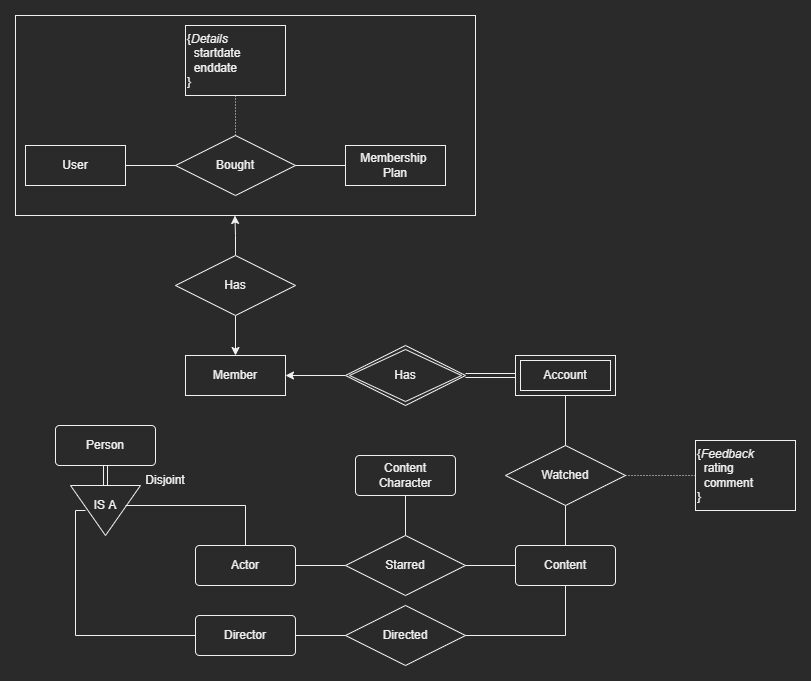 {Details
startdate
enddate
}
User
Bought
Membership
Plan
Has
Member
Has
Account
Person
Disjoint
IS A
Content
Character
Watched
{Feedback
rating
comment
}
Actor
Starred
Content
Director
Directed